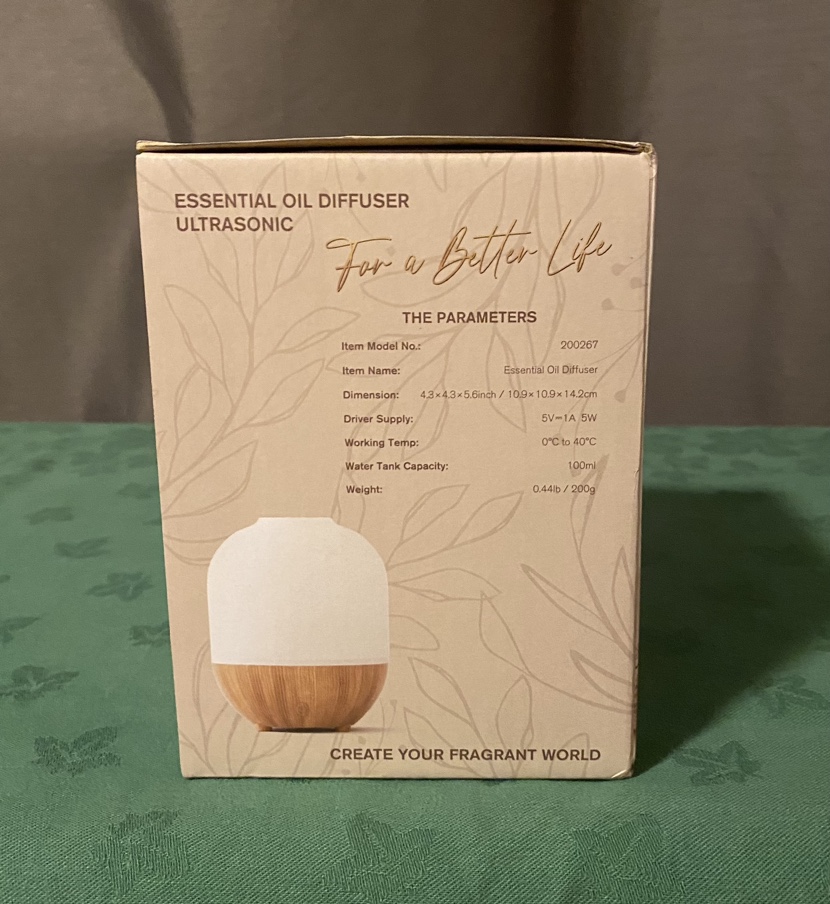 ESSENTIAL OIL DIFFUSER
ULTRASONIC
For a Better Life
THE PARAMETERS
Item Model No.: 200267
Item Name: Essential Oil Diffuser
Dimension: 4.3×4.3×5.6inch / 10.9×10.9×14.2cm
Driver Supply: 5V⎓1A 5W
Working Temp: 0°C to 40°C
Water Tank Capacity: 100ml
Weight: 0.44lb / 200g
CREATE YOUR FRAGRANT WORLD